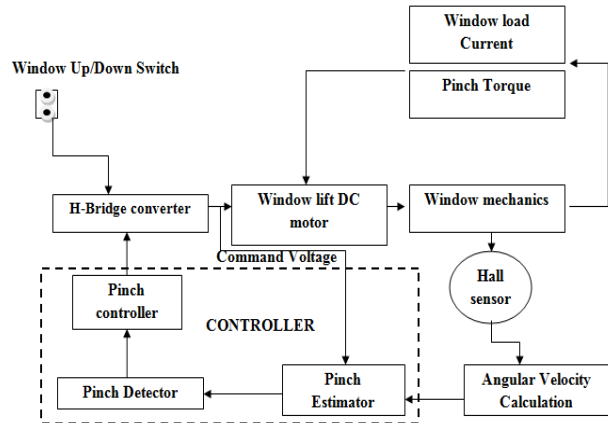 Window load
Current
Window Up/Down Switch
Pinch Torque
H-Bridge converter
Window lift DC
motor
Window mechanics
Command Voltage
Pinch
controller
CONTROLLER
Hall
sensor
Pinch Detector
Pinch
Estimator
Angular Velocity
Calculation